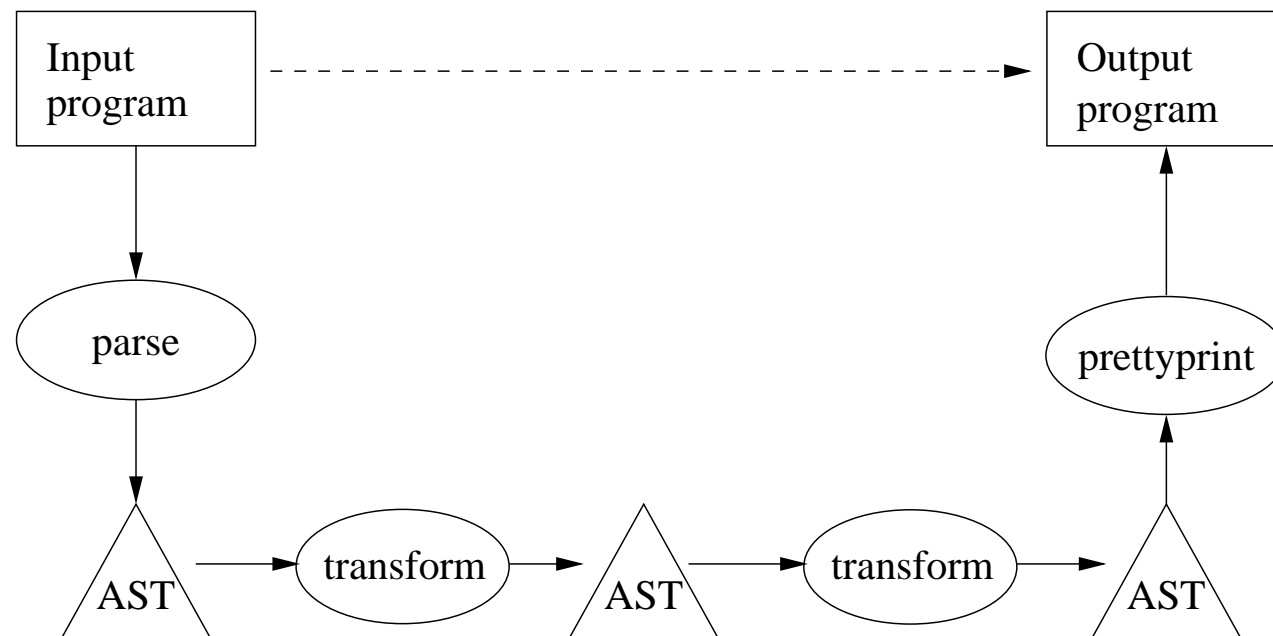 Input
program
Output
program
parse
prettyprint
AST
transform
AST
transform
AST